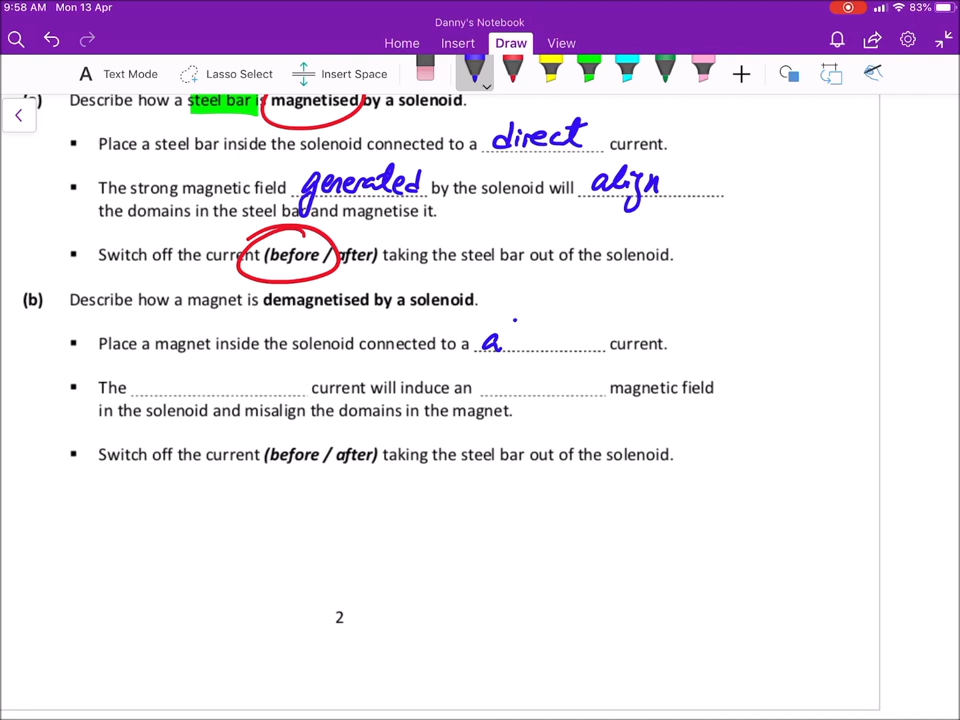 9:58 AM Mon 13 Apr 83%
Danny's Notebook
Home Insert Draw View
A Text Mode Lasso Select Insert Space
Describe how a steel bar is magnetised by a solenoid.
▪ Place a steel bar inside the solenoid connected to a direct current.
▪ The strong magnetic field generated by the solenoid will align
the domains in the steel bar and magnetise it.
▪ Switch off the current (before / after) taking the steel bar out of the solenoid.
(b) Describe how a magnet is demagnetised by a solenoid.
▪ Place a magnet inside the solenoid connected to a a current.
▪ The current will induce an magnetic field
in the solenoid and misalign the domains in the magnet.
▪ Switch off the current (before / after) taking the steel bar out of the solenoid.
2